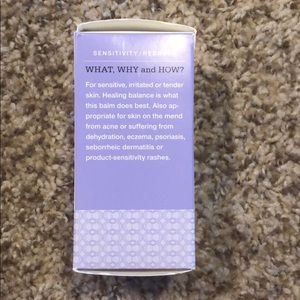 SENSITIVITY/REDNESS
WHAT, WHY and HOW?
For sensitive, irritated or tender
skin. Healing balance is what
this balm does best. Also ap-
propriate for skin on the mend
from acne or suffering from
dehydration, eczema, psoriasis,
seborrheic dermatitis or
product-sensitivity rashes.